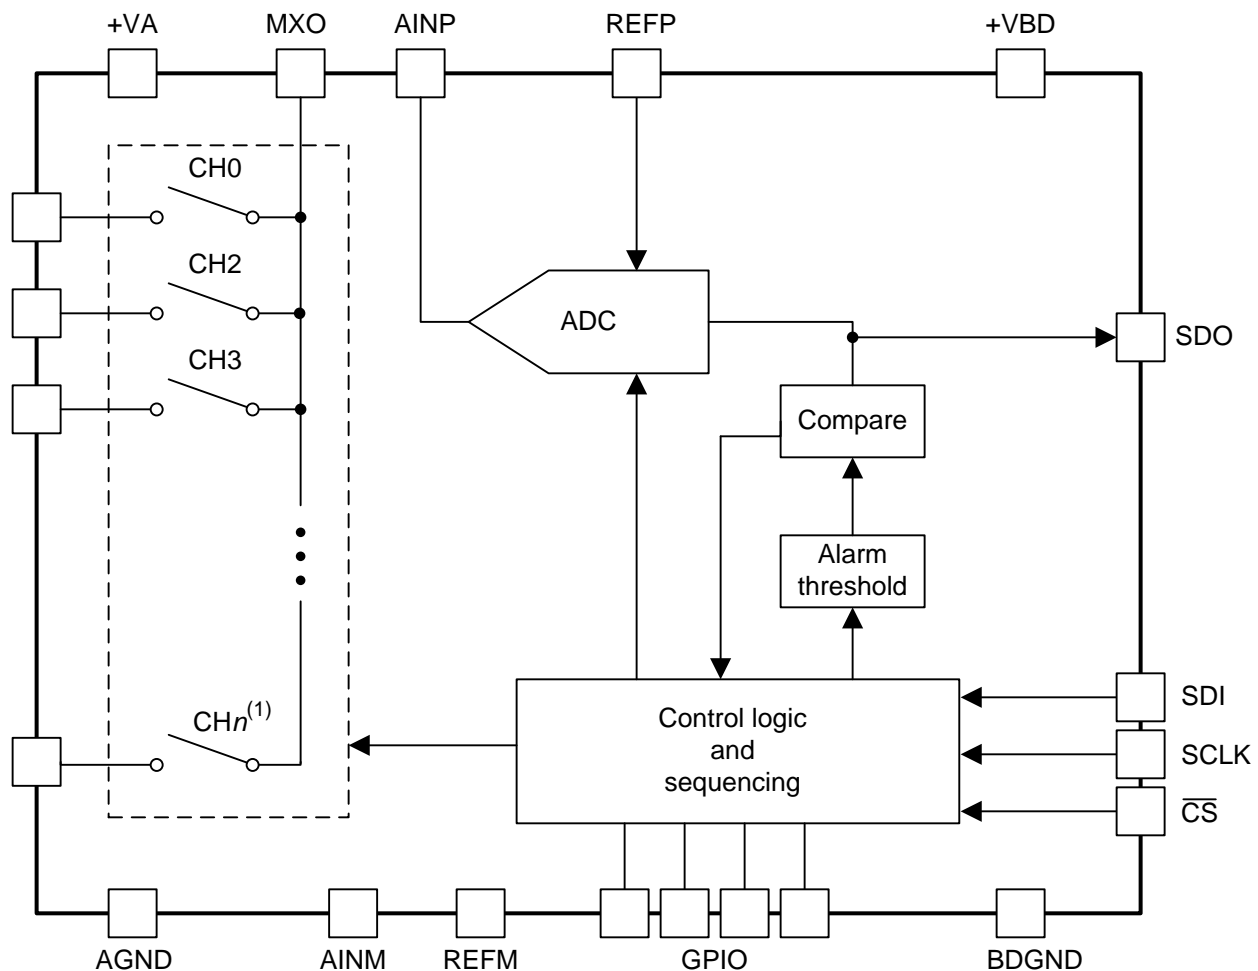 +VA MXO AINP REFP +VBD
CH0
CH2
ADC
SDO
CH3
Compare
Alarm
threshold
SDI
CHn(1)
Control logic
and
sequencing
SCLK
CS
AGND AINM REFM GPIO BDGND